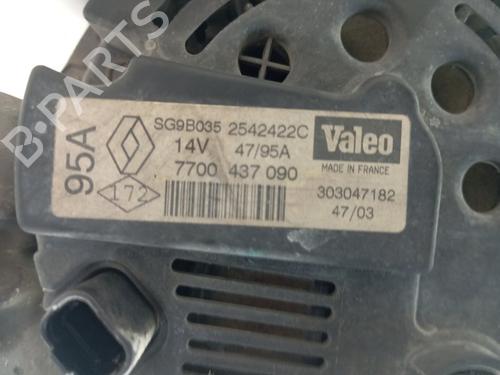 95A
SG9B035 2542422C
14V 47/95A
7700 437 090
172
Valeo
MADE IN FRANCE
303047182
47/03
B-PARTS